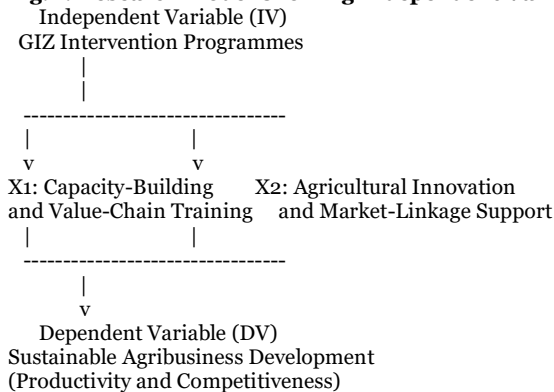 Independent Variable (IV)
GIZ Intervention Programmes
|
|
---------------------------------
| |
v v
X1: Capacity-Building X2: Agricultural Innovation
and Value-Chain Training and Market-Linkage Support
| |
---------------------------------
|
v
Dependent Variable (DV)
Sustainable Agribusiness Development
(Productivity and Competitiveness)